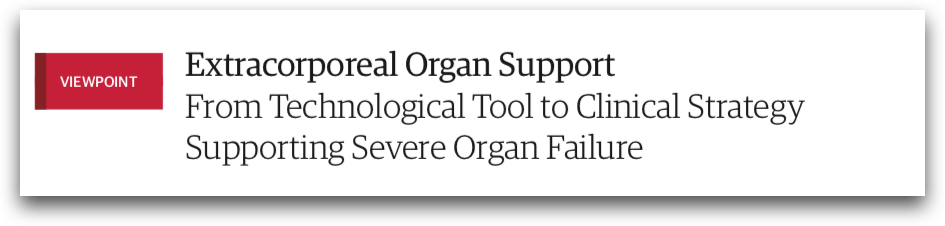 VIEWPOINT
Extracorporeal Organ Support
From Technological Tool to Clinical Strategy
Supporting Severe Organ Failure